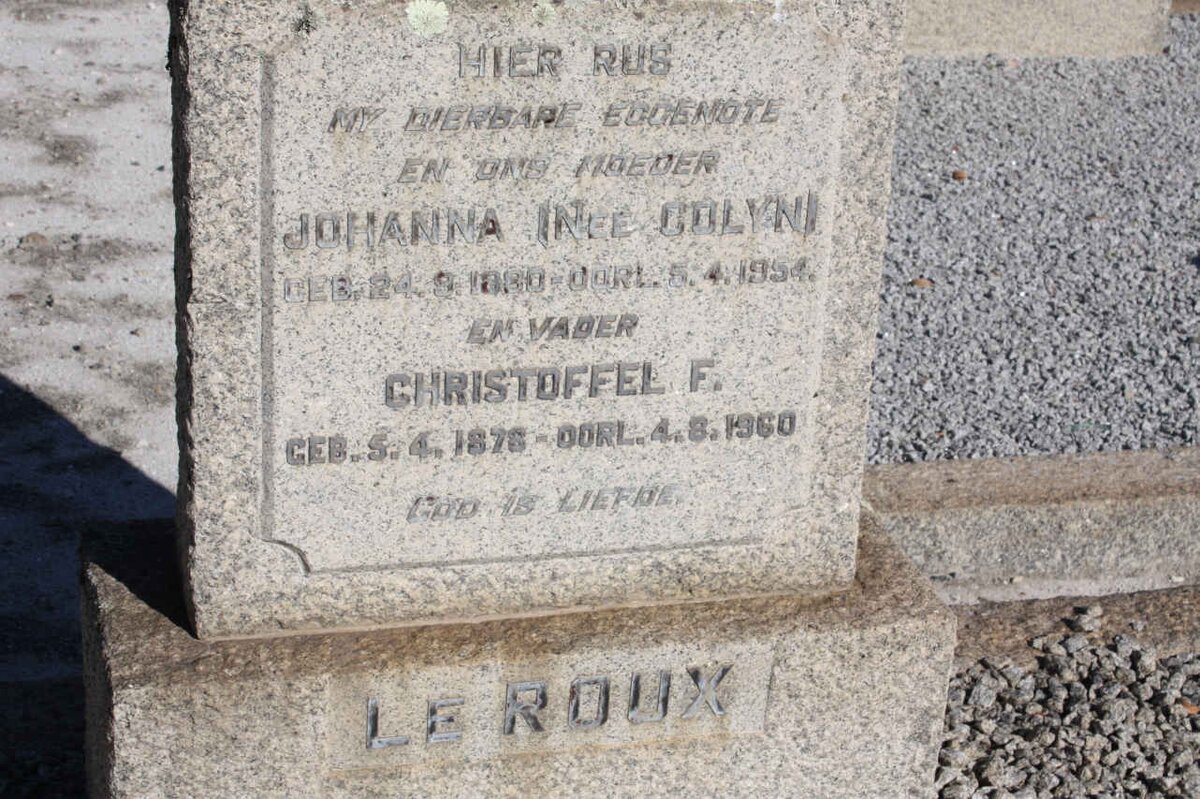 HIER RUS
MY DIERBARE EGGENOTE
EN ONS MOEDER
JOHANNA (NEE COLYN)
GEB. 24. 9. 1880 - OORL. 5. 4. 1954.
EN VADER
CHRISTOFFEL F.
GEB. 5. 4. 1878 - OORL. 4. 8. 1960
GOD IS LIEFDE
LE ROUX